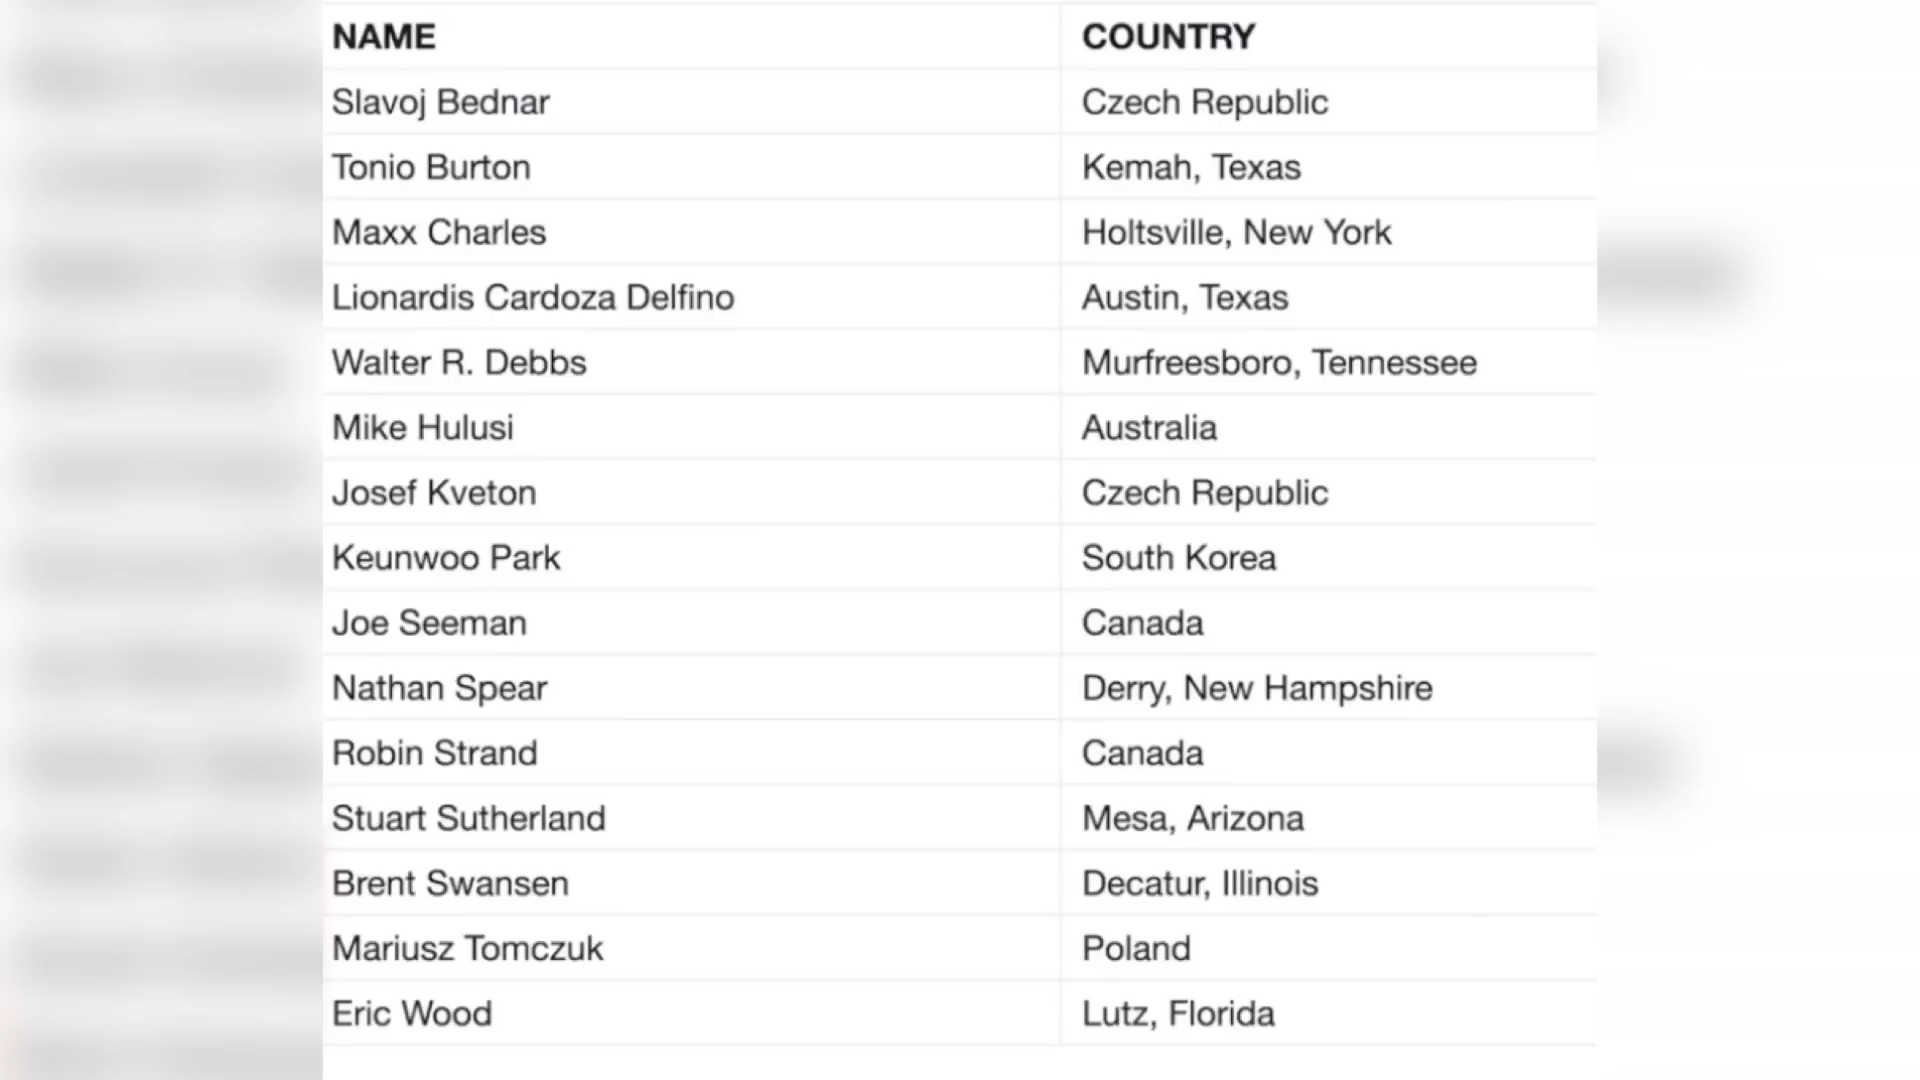 NAME COUNTRY
Slavoj Bednar Czech Republic
Tonio Burton Kemah, Texas
Maxx Charles Holtsville, New York
Lionardis Cardoza Delfino Austin, Texas
Walter R. Debbs Murfreesboro, Tennessee
Mike Hulusi Australia
Josef Kveton Czech Republic
Keunwoo Park South Korea
Joe Seeman Canada
Nathan Spear Derry, New Hampshire
Robin Strand Canada
Stuart Sutherland Mesa, Arizona
Brent Swansen Decatur, Illinois
Mariusz Tomczuk Poland
Eric Wood Lutz, Florida